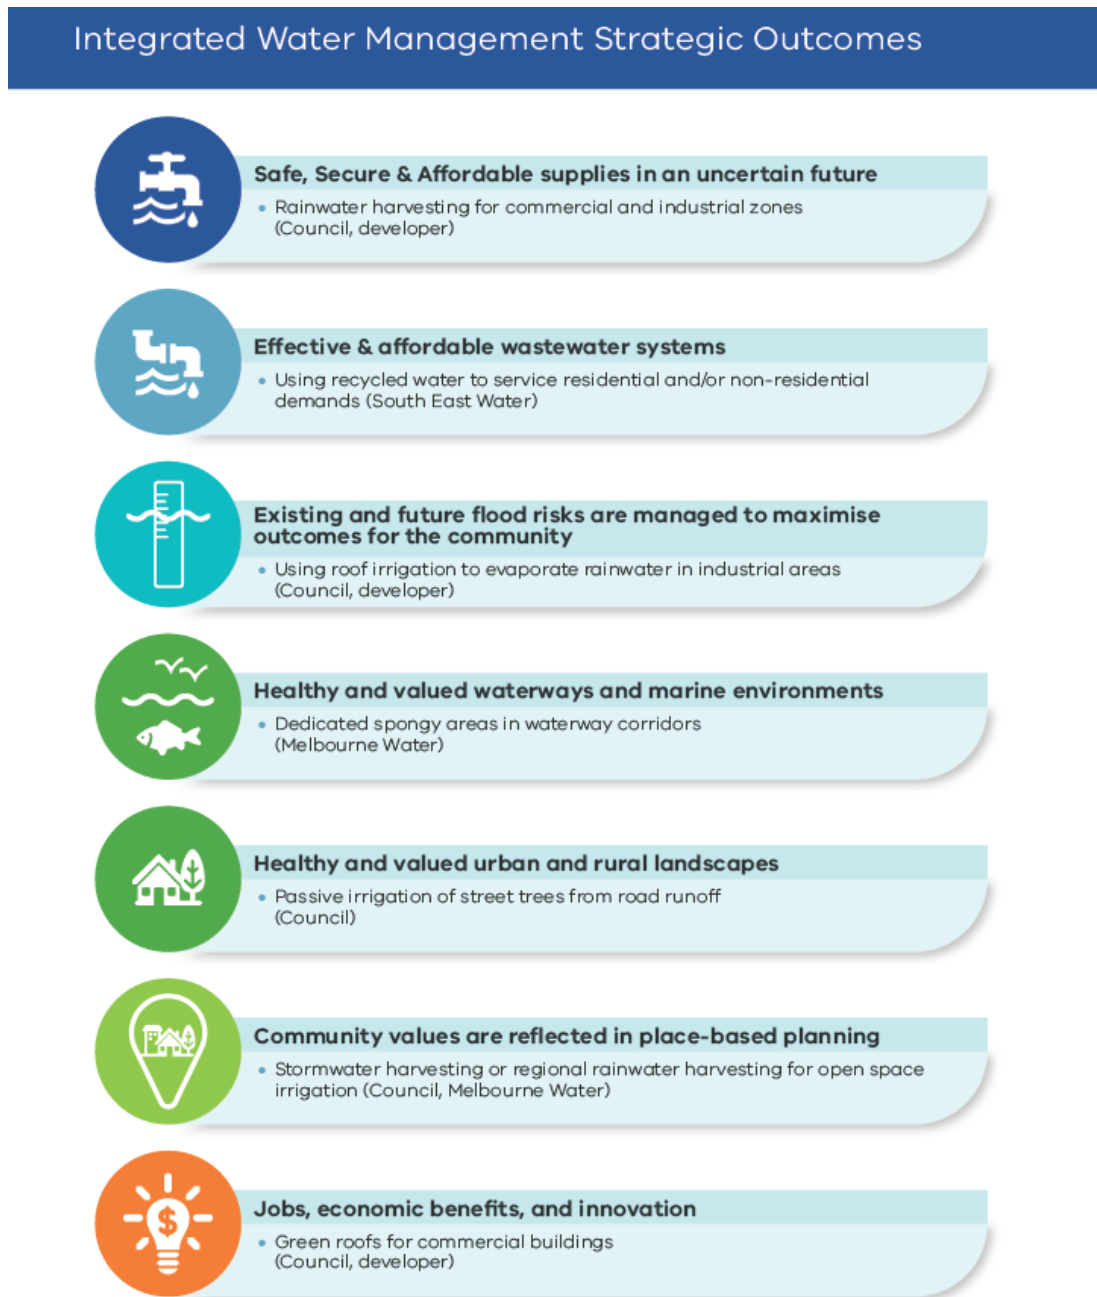 Integrated Water Management Strategic Outcomes
Safe, Secure & Affordable supplies in an uncertain future
• Rainwater harvesting for commercial and industrial zones
(Council, developer)
Effective & affordable wastewater systems
• Using recycled water to service residential and/or non-residential
demands (South East Water)
Existing and future flood risks are managed to maximise
outcomes for the community
• Using roof irrigation to evaporate rainwater in industrial areas
(Council, developer)
Healthy and valued waterways and marine environments
• Dedicated spongy areas in waterway corridors
(Melbourne Water)
Healthy and valued urban and rural landscapes
• Passive irrigation of street trees from road runoff
(Council)
Community values are reflected in place-based planning
• Stormwater harvesting or regional rainwater harvesting for open space
irrigation (Council, Melbourne Water)
$
Jobs, economic benefits, and innovation
• Green roofs for commercial buildings
(Council, developer)